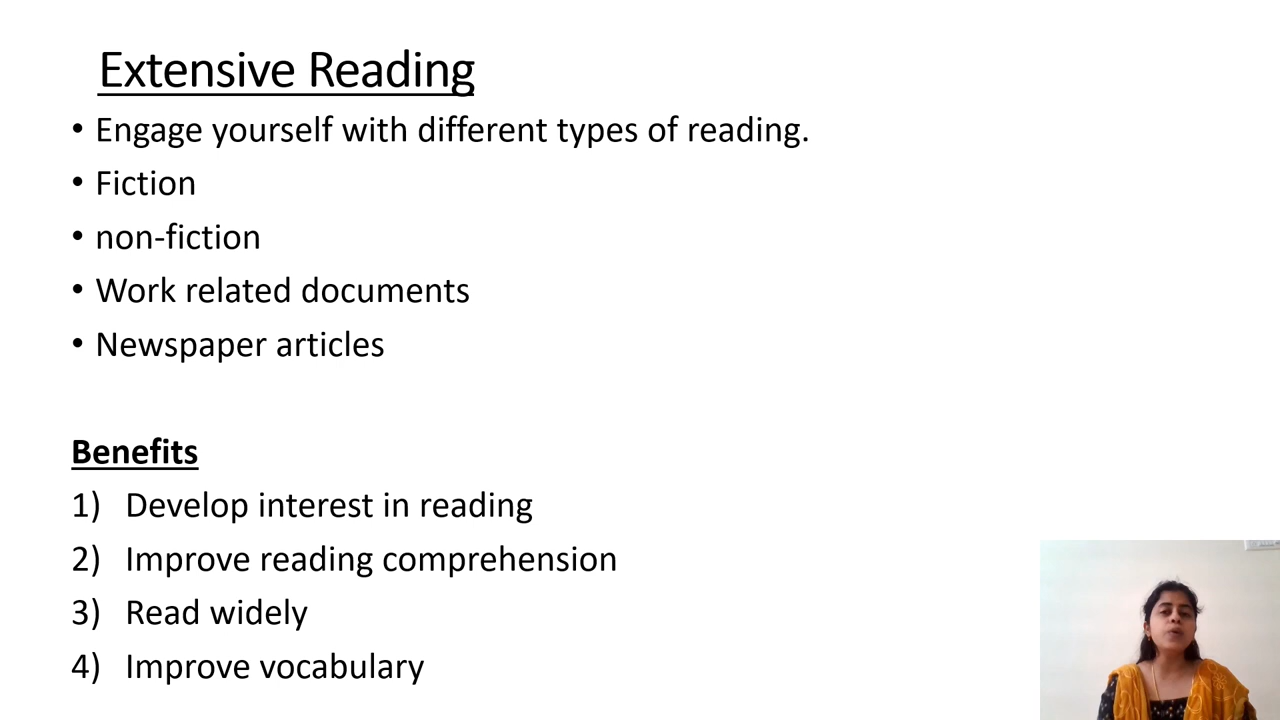 Extensive Reading
• Engage yourself with different types of reading.
• Fiction
• non-fiction
• Work related documents
• Newspaper articles
Benefits
1) Develop interest in reading
2) Improve reading comprehension
3) Read widely
4) Improve vocabulary